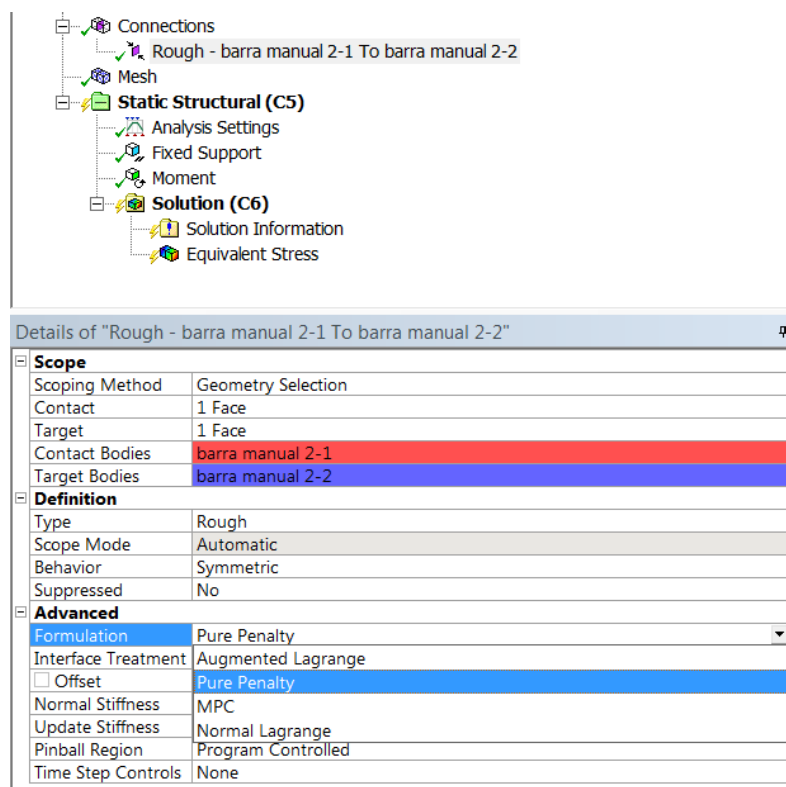 Connections
Rough - barra manual 2-1 To barra manual 2-2
Mesh
Static Structural (C5)
Analysis Settings
Fixed Support
Moment
Solution (C6)
Solution Information
Equivalent Stress
Details of "Rough - barra manual 2-1 To barra manual 2-2"
Scope
Scoping Method Geometry Selection
Contact 1 Face
Target 1 Face
Contact Bodies barra manual 2-1
Target Bodies barra manual 2-2
Definition
Type Rough
Scope Mode Automatic
Behavior Symmetric
Suppressed No
Advanced
Formulation Pure Penalty
Interface Treatment Augmented Lagrange
Offset Pure Penalty
Normal Stiffness MPC
Update Stiffness Normal Lagrange
Pinball Region Program Controlled
Time Step Controls None